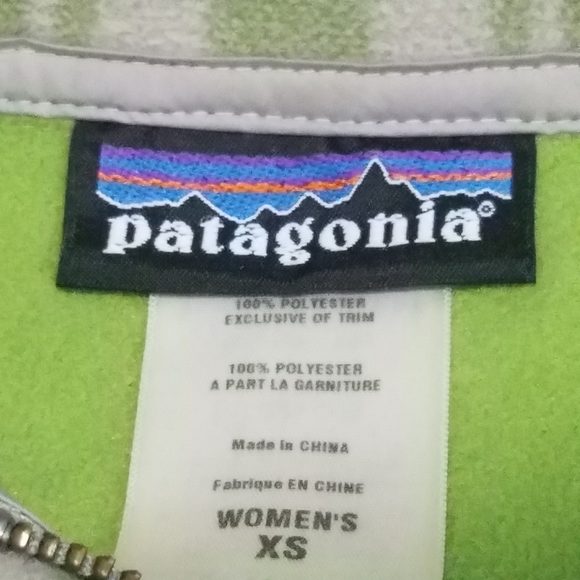 patagonia®
100% POLYESTER
EXCLUSIVE OF TRIM
100% POLYESTER
A PART LA GARNITURE
Made in CHINA
Fabrique EN CHINE
WOMEN'S
XS